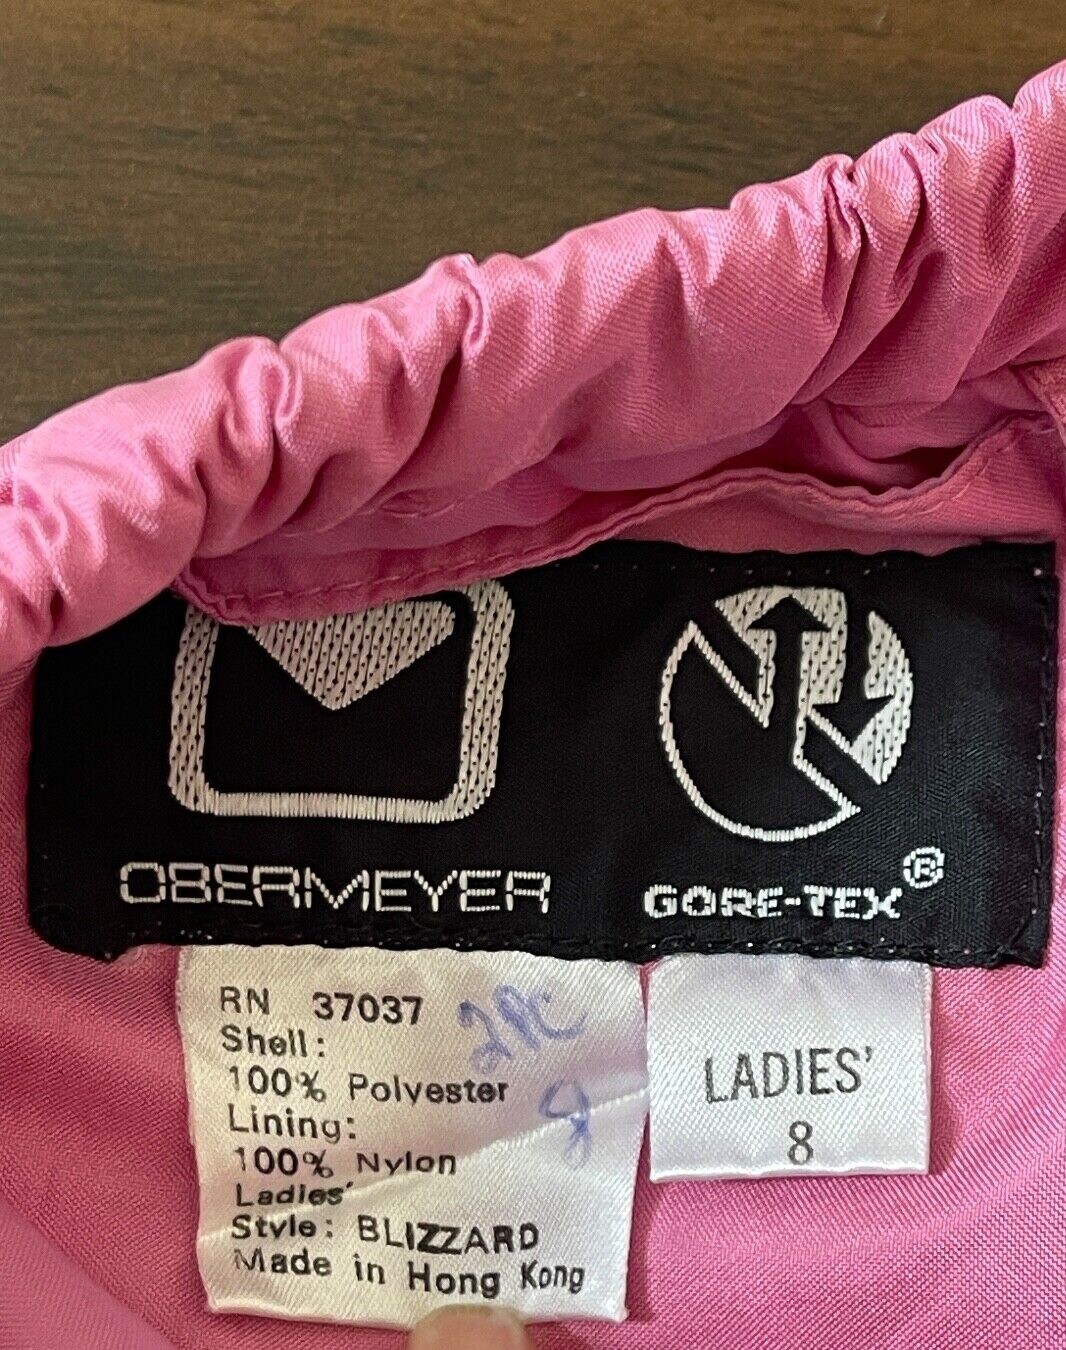 OBERMEYER
GORE-TEX®
RN 37037
Shell:
100% Polyester
Lining:
100% Nylon
Ladies'
Style: BLIZZARD
Made in Hong Kong
8
LADIES'
8